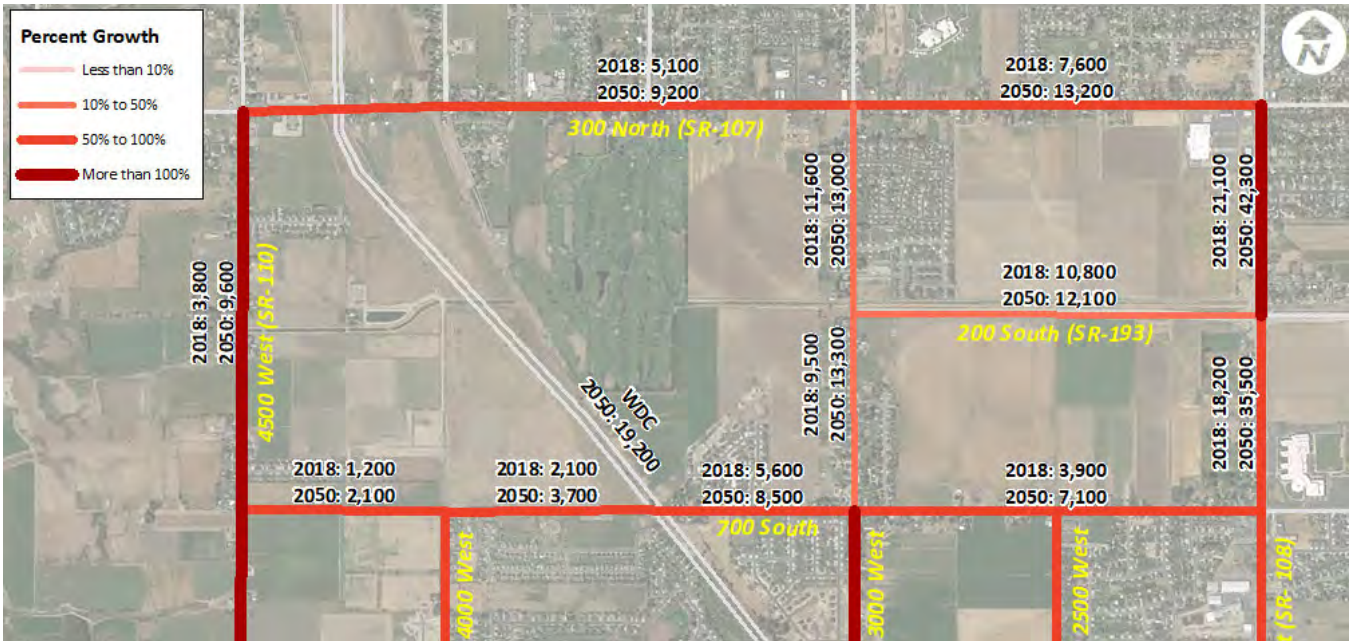 Percent Growth
Less than 10%
10% to 50%
50% to 100%
More than 100%
N
2018: 5,100
2050: 9,200
2018: 7,600
2050: 13,200
300 North (SR-107)
2018: 11,600
2050: 13,000
2018: 21,100
2050: 42,300
2018: 3,800
2050: 9,600
4500 West (SR-110)
2018: 10,800
2050: 12,100
200 South (SR-193)
WDC
2050: 19,200
2018: 9,500
2050: 13,300
2018: 18,200
2050: 35,500
2018: 1,200
2050: 2,100
2018: 2,100
2050: 3,700
2018: 5,600
2050: 8,500
2018: 3,900
2050: 7,100
700 South
4000 West
3000 West
2500 West
t (SR- 108)